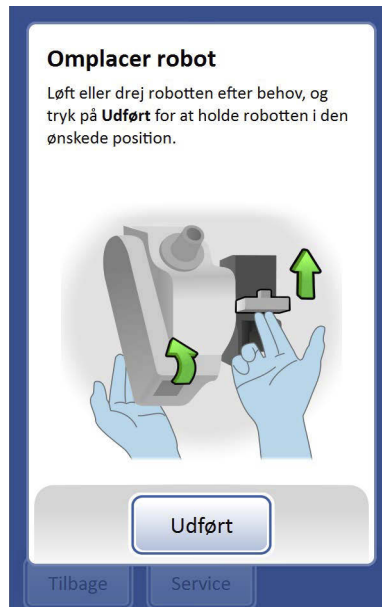 Omplacer robot
Løft eller drej robotten efter behov, og
tryk på Udført for at holde robotten i den
ønskede position.
Udført
Tilbage
Service